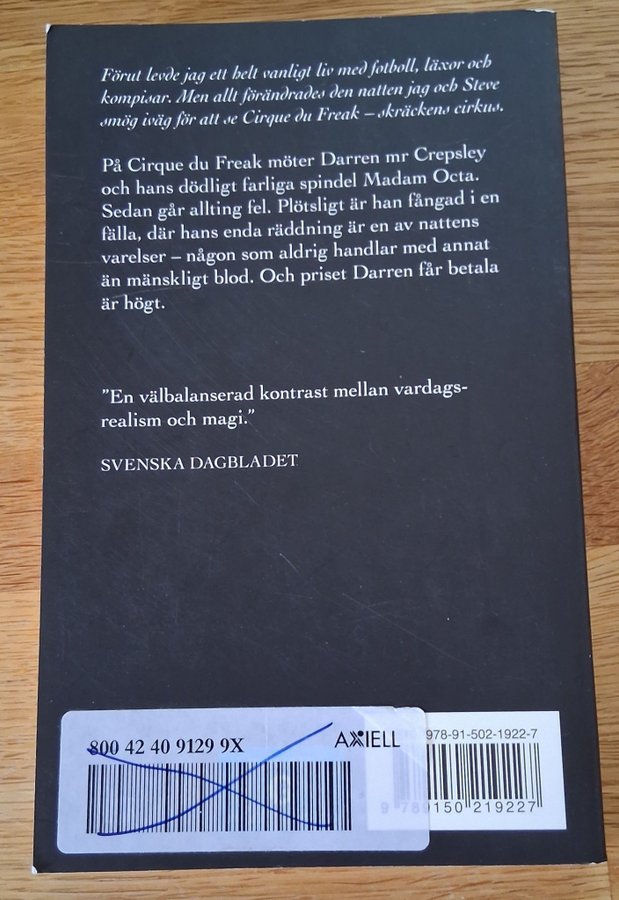 Förut levde jag ett helt vanligt liv med fotboll, läxor och
kompisar. Men allt förändrades den natten jag och Steve
smög iväg för att se Cirque du Freak – skräckens cirkus.
På Cirque du Freak möter Darren mr Crepsley
och hans dödligt farliga spindel Madam Octa.
Sedan går allting fel. Plötsligt är han fångad i en
fälla, där hans enda räddning är en av nattens
varelser – någon som aldrig handlar med annat
än mänskligt blod. Och priset Darren får betala
är högt.
”En välbalanserad kontrast mellan vardags-
realism och magi.”
SVENSKA DAGBLADET
800 42 40 9129 9X
AXIELL
978-91-502-1922-7
9 789150 219227